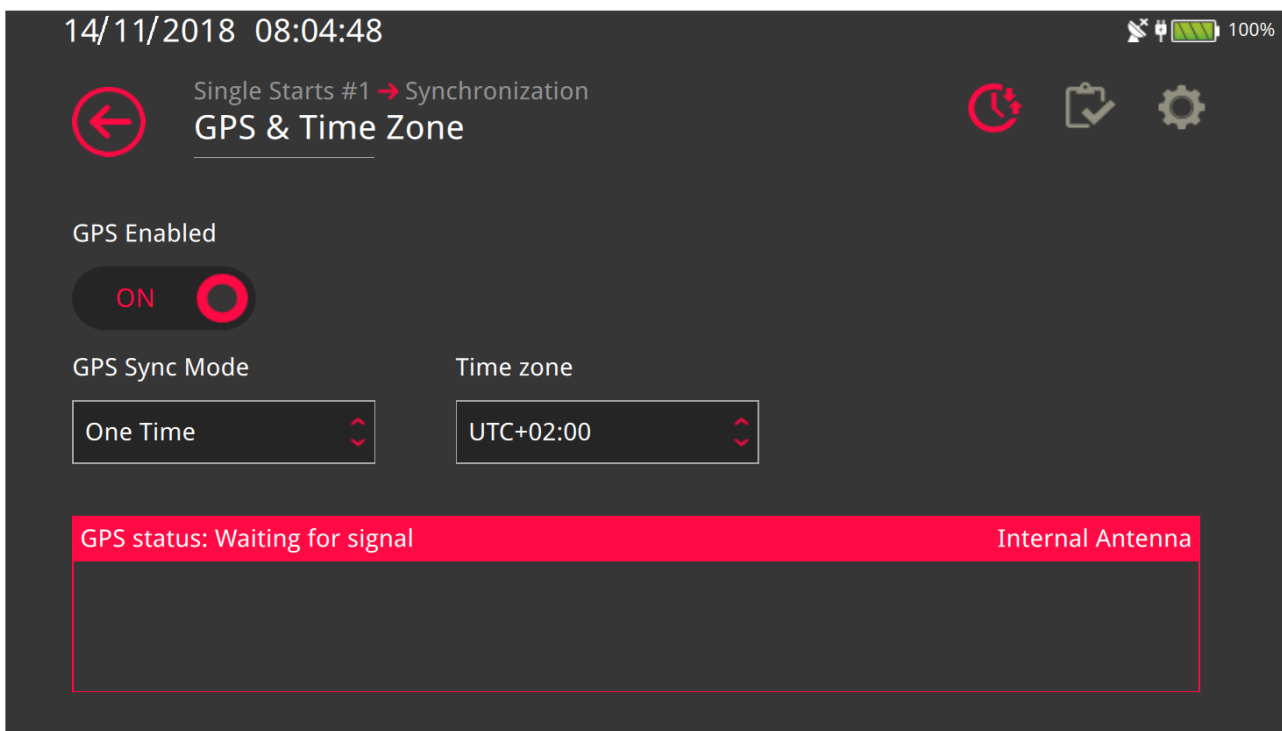 14/11/2018 08:04:48 100%
Single Starts #1 → Synchronization
GPS & Time Zone
GPS Enabled
ON
GPS Sync Mode Time zone
One Time UTC+02:00
GPS status: Waiting for signal Internal Antenna